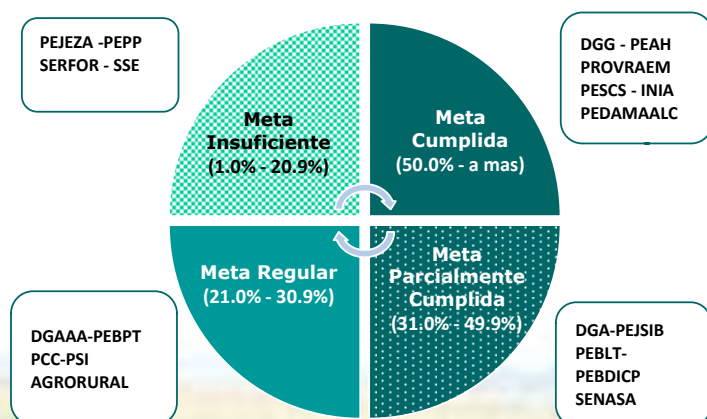 PEJEZA -PEPP
SERFOR - SSE
Meta
Insuficiente
(1.0% - 20.9%)
Meta
Cumplida
(50.0% - a mas)
DGG - PEAH
PROVRAEM
PESCS - INIA
PEDAMAALC
Meta Regular
(21.0% - 30.9%)
Meta
Parcialmente
Cumplida
(31.0% - 49.9%)
DGAAA-PEBPT
PCC-PSI
AGRORURAL
DGA-PEJSIB
PEBLT-
PEBDICP
SENASA